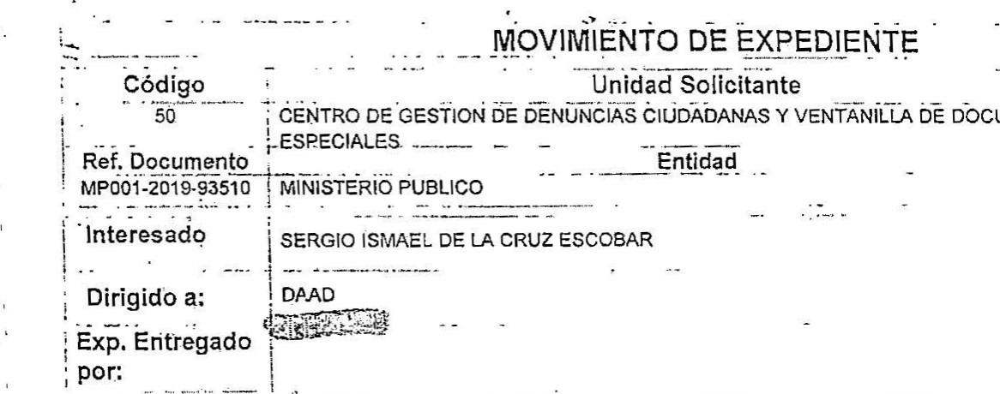 MOVIMIENTO DE EXPEDIENTE
Código Unidad Solicitante
50 CENTRO DE GESTION DE DENUNCIAS CIUDADANAS Y VENTANILLA DE DOCU
ESPECIALES
Ref. Documento Entidad
MP001-2019-93510 MINISTERIO PUBLICO
Interesado SERGIO ISMAEL DE LA CRUZ ESCOBAR
Dirigido a: DAAD
Exp. Entregado
por: